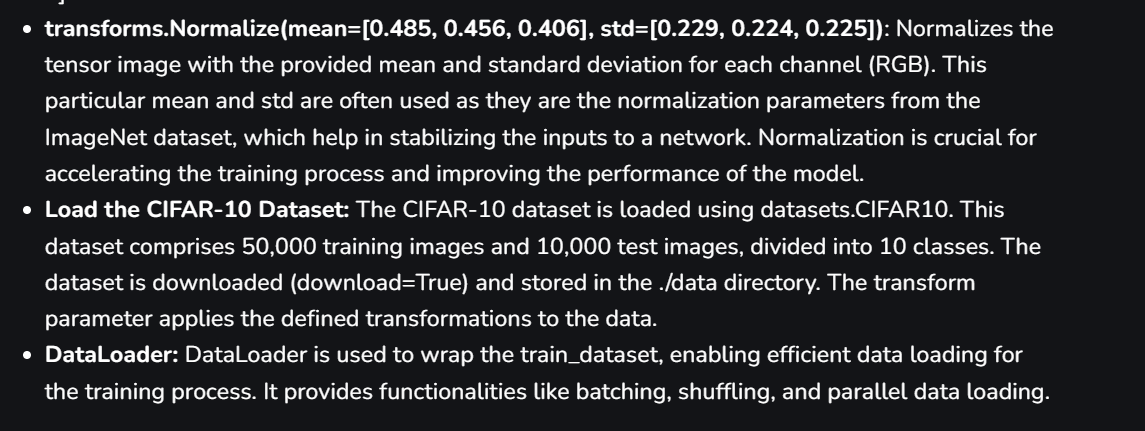 • transforms.Normalize(mean=[0.485, 0.456, 0.406], std=[0.229, 0.224, 0.225]): Normalizes the
tensor image with the provided mean and standard deviation for each channel (RGB). This
particular mean and std are often used as they are the normalization parameters from the
ImageNet dataset, which help in stabilizing the inputs to a network. Normalization is crucial for
accelerating the training process and improving the performance of the model.
• Load the CIFAR-10 Dataset: The CIFAR-10 dataset is loaded using datasets.CIFAR10. This
dataset comprises 50,000 training images and 10,000 test images, divided into 10 classes. The
dataset is downloaded (download=True) and stored in the ./data directory. The transform
parameter applies the defined transformations to the data.
• DataLoader: DataLoader is used to wrap the train_dataset, enabling efficient data loading for
the training process. It provides functionalities like batching, shuffling, and parallel data loading.